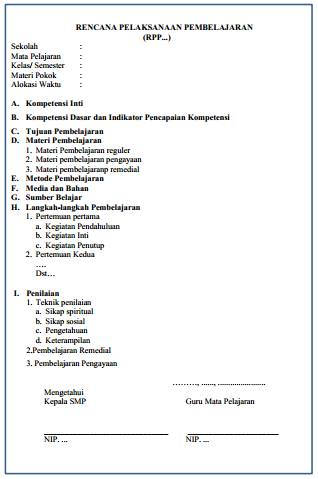 RENCANA PELAKSANAAN PEMBELAJARAN
(RPP...)
Sekolah :
Mata Pelajaran :
Kelas/ Semester :
Materi Pokok :
Alokasi Waktu :
A. Kompetensi Inti
B. Kompetensi Dasar dan Indikator Pencapaian Kompetensi
C. Tujuan Pembelajaran
D. Materi Pembelajaran
1. Materi Pembelajaran reguler
2. Materi pembelajaran pengayaan
3. Materi pembelajaranp remedial
E. Metode Pembelajaran
F. Media dan Bahan
G. Sumber Belajar
H. Langkah-langkah Pembelajaran
1. Pertemuan pertama
a. Kegiatan Pendahuluan
b. Kegiatan Inti
c. Kegiatan Penutup
2. Pertemuan Kedua
....
Dst...
I. Penilaian
1. Teknik penilaian
a. Sikap spiritual
b. Sikap sosial
c. Pengetahuan
d. Keterampilan
2.Pembelajaran Remedial
3. Pembelajaran Pengayaan
........., ......, .......................
Mengetahui
Kepala SMP Guru Mata Pelajaran
NIP. ... NIP. ...